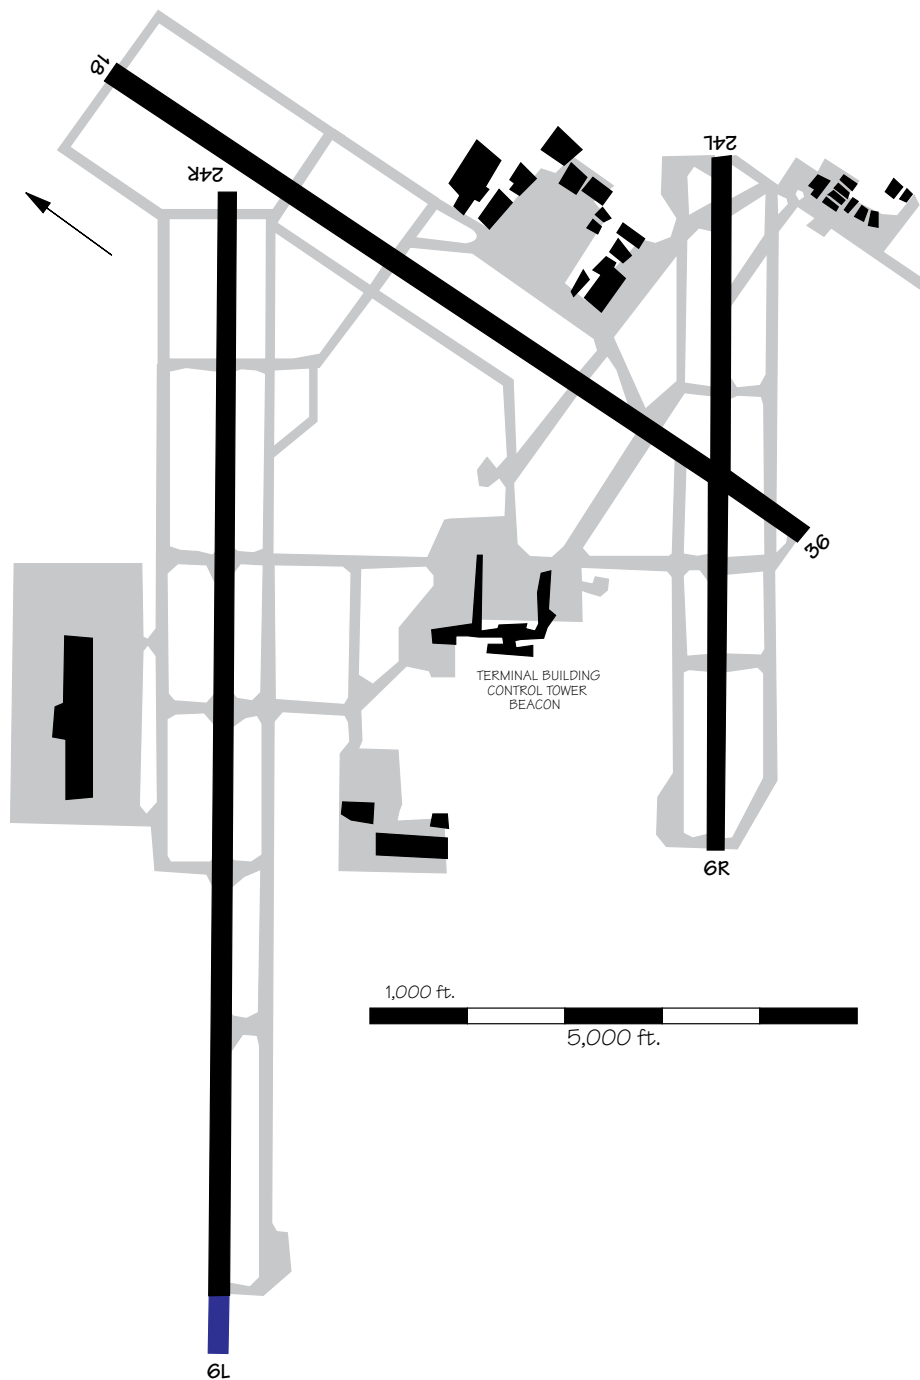 18
24R
24L
36
TERMINAL BUILDING
CONTROL TOWER
BEACON
6R
1,000 ft.
5,000 ft.
6L